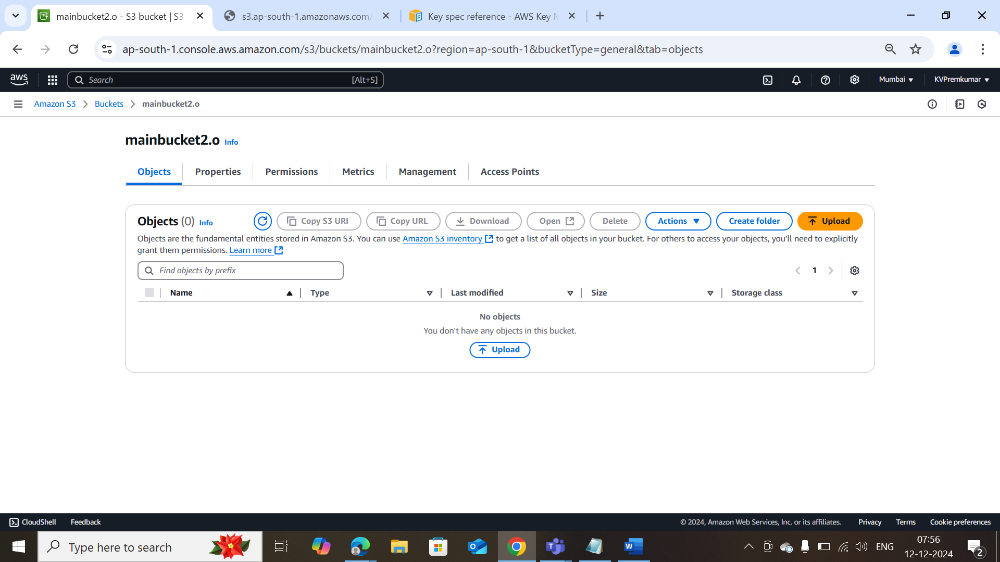 mainbucket2.o - S3 bucket | S3
s3.ap-south-1.amazonaws.com/
Key spec reference - AWS Key M
ap-south-1.console.aws.amazon.com/s3/buckets/mainbucket2.o?region=ap-south-1&bucketType=general&tab=objects
aws
Search
[Alt+S]
Mumbai
KVPremkumar
Amazon S3
Buckets
mainbucket2.o
mainbucket2.o Info
Objects
Properties
Permissions
Metrics
Management
Access Points
Objects (0) Info
Copy S3 URI
Copy URL
Download
Open
Delete
Actions
Create folder
Upload
Objects are the fundamental entities stored in Amazon S3. You can use Amazon S3 inventory to get a list of all objects in your bucket. For others to access your objects, you’ll need to explicitly
grant them permissions. Learn more
Find objects by prefix
1
Name
Type
Last modified
Size
Storage class
No objects
You don't have any objects in this bucket.
Upload
CloudShell
Feedback
© 2024, Amazon Web Services, Inc. or its affiliates.
Privacy
Terms
Cookie preferences
Type here to search
ENG
07:56
12-12-2024
2